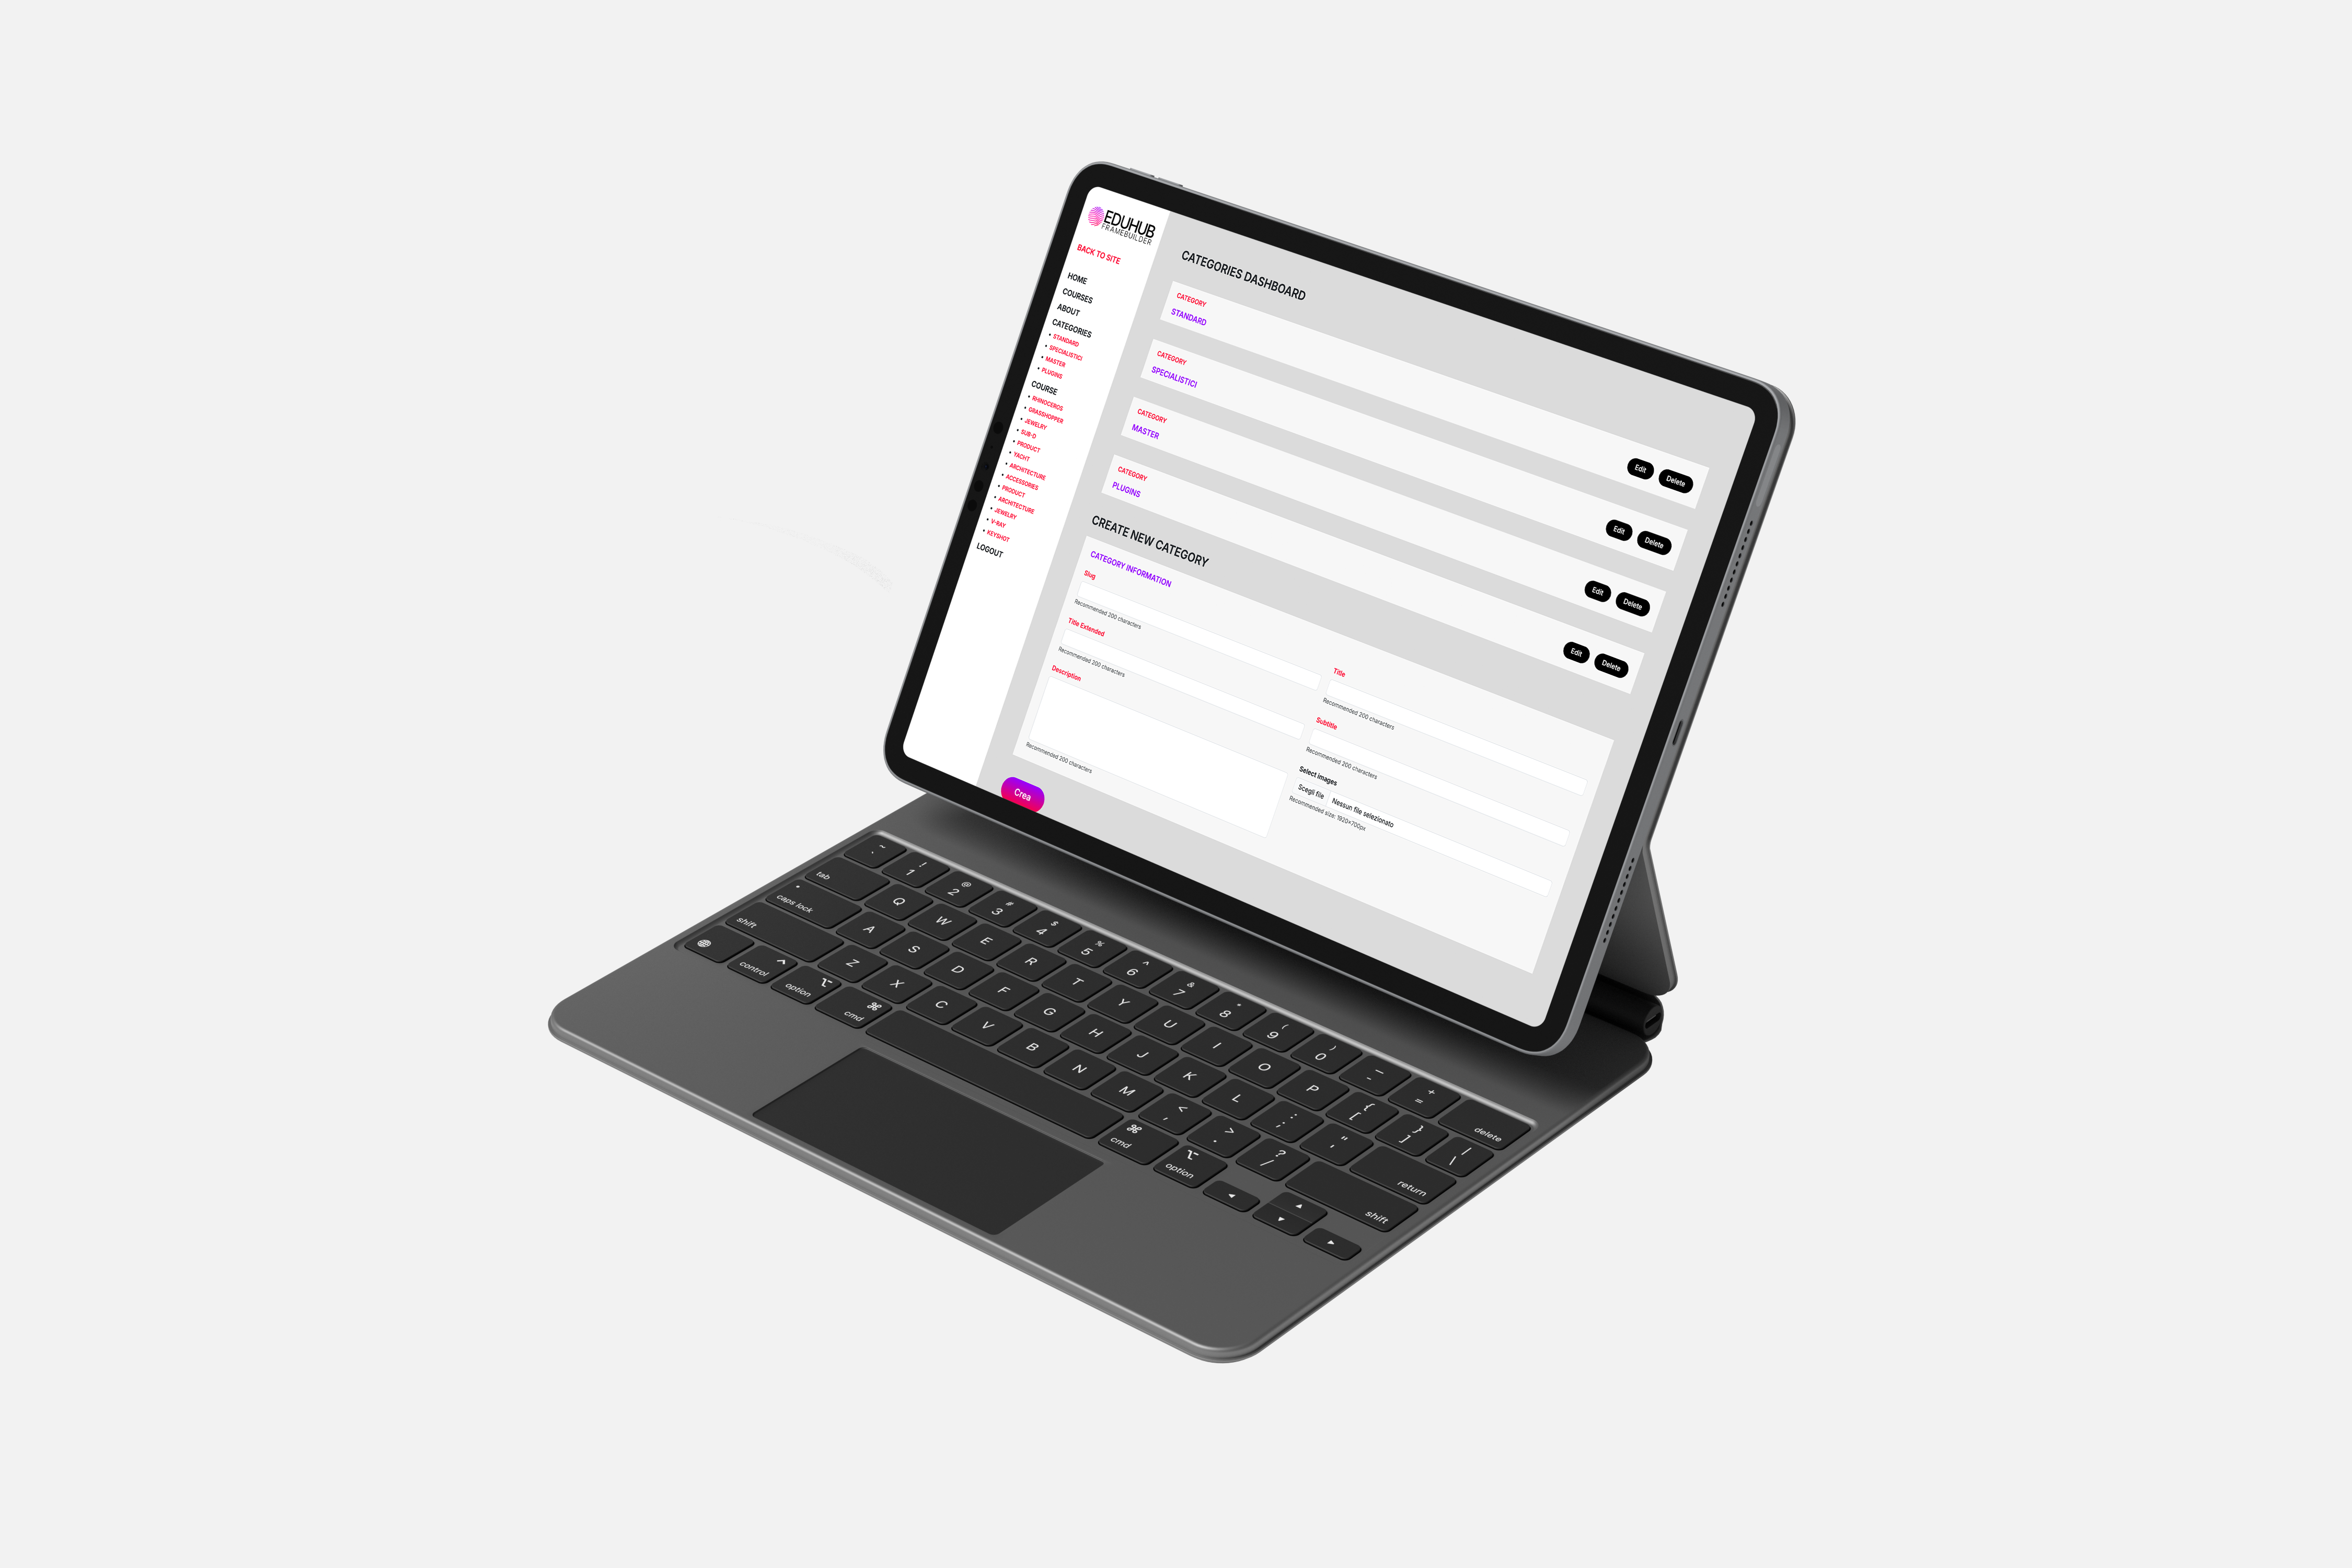 EDUHUB
FRAMEBUILDER
BACK TO SITE
HOME
COURSES
ABOUT
CATEGORIES
• STANDARD
• SPECIALISTICI
• MASTER
• PLUGINS
COURSE
• RHINOCEROS
• GRASSHOPPER
• JEWELRY
• SUB-D
• PRODUCT
• YACHT
• ARCHITECTURE
• ACCESSORIES
• PRODUCT
• ARCHITECTURE
• JEWELRY
• V-RAY
• KEYSHOT
LOGOUT
CATEGORIES DASHBOARD
CATEGORY
STANDARD
Edit Delete
CATEGORY
SPECIALISTICI
Edit Delete
CATEGORY
MASTER
Edit Delete
CATEGORY
PLUGINS
Edit Delete
CREATE NEW CATEGORY
CATEGORY INFORMATION
Slug
Recommended 200 characters
Title
Recommended 200 characters
Title Extended
Recommended 200 characters
Subtitle
Recommended 200 characters
Description
Recommended 200 characters
Select images
Scegli file Nessun file selezionato
Recommended size: 1920x700px
Crea
~ ` ! 1 @ 2 # 3 $ 4 % 5 ^ 6 & 7 * 8 ( 9 ) 0 _ - + = delete
tab Q W E R T Y U I O P { [ } ] | \
caps lock A S D F G H J K L : ; " ' return
shift Z X C V B N M < , > . ? / shift
control ^ option ⌥ cmd ⌘ ⌘ cmd ⌥ option ◀ ▲ ▼ ▶